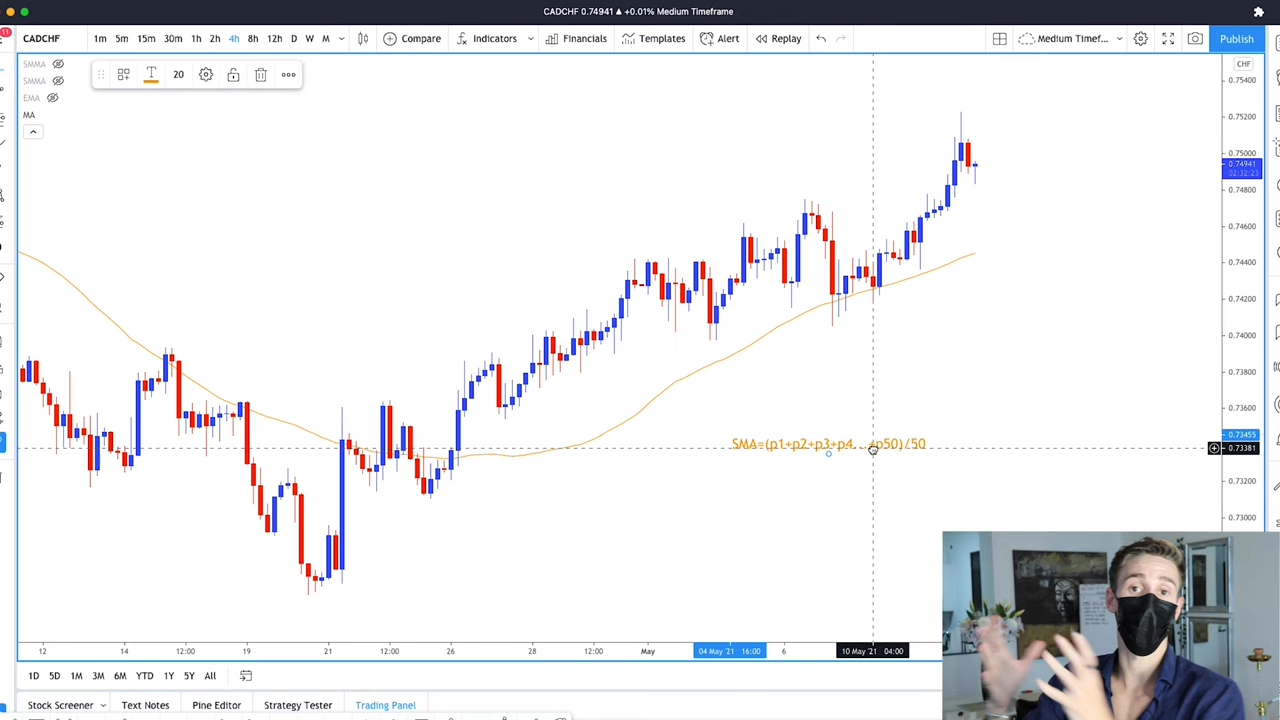 CADCHF 0.74941 ▲ +0.01% Medium Timeframe
11
CADCHF 1m 5m 15m 30m 1h 2h 4h 8h 12h D W M Compare Indicators Financials Templates Alert Replay Medium Timef... Publish
SMMA
SMMA
EMA
MA
20
CHF
0.75400
0.75200
0.75000
0.74941
02:32:23
0.74800
0.74600
0.74400
0.74200
0.74000
0.73800
0.73600
0.73455
0.73381
0.73200
0.73000
SMA=(p1+p2+p3+p4...+p50)/50
12 14 12:00 19 21 12:00 26 28 12:00 May 04 May '21 16:00 6 10 May '21 04:00
1D 5D 1M 3M 6M YTD 1Y 5Y All
Stock Screener Text Notes Pine Editor Strategy Tester Trading Panel